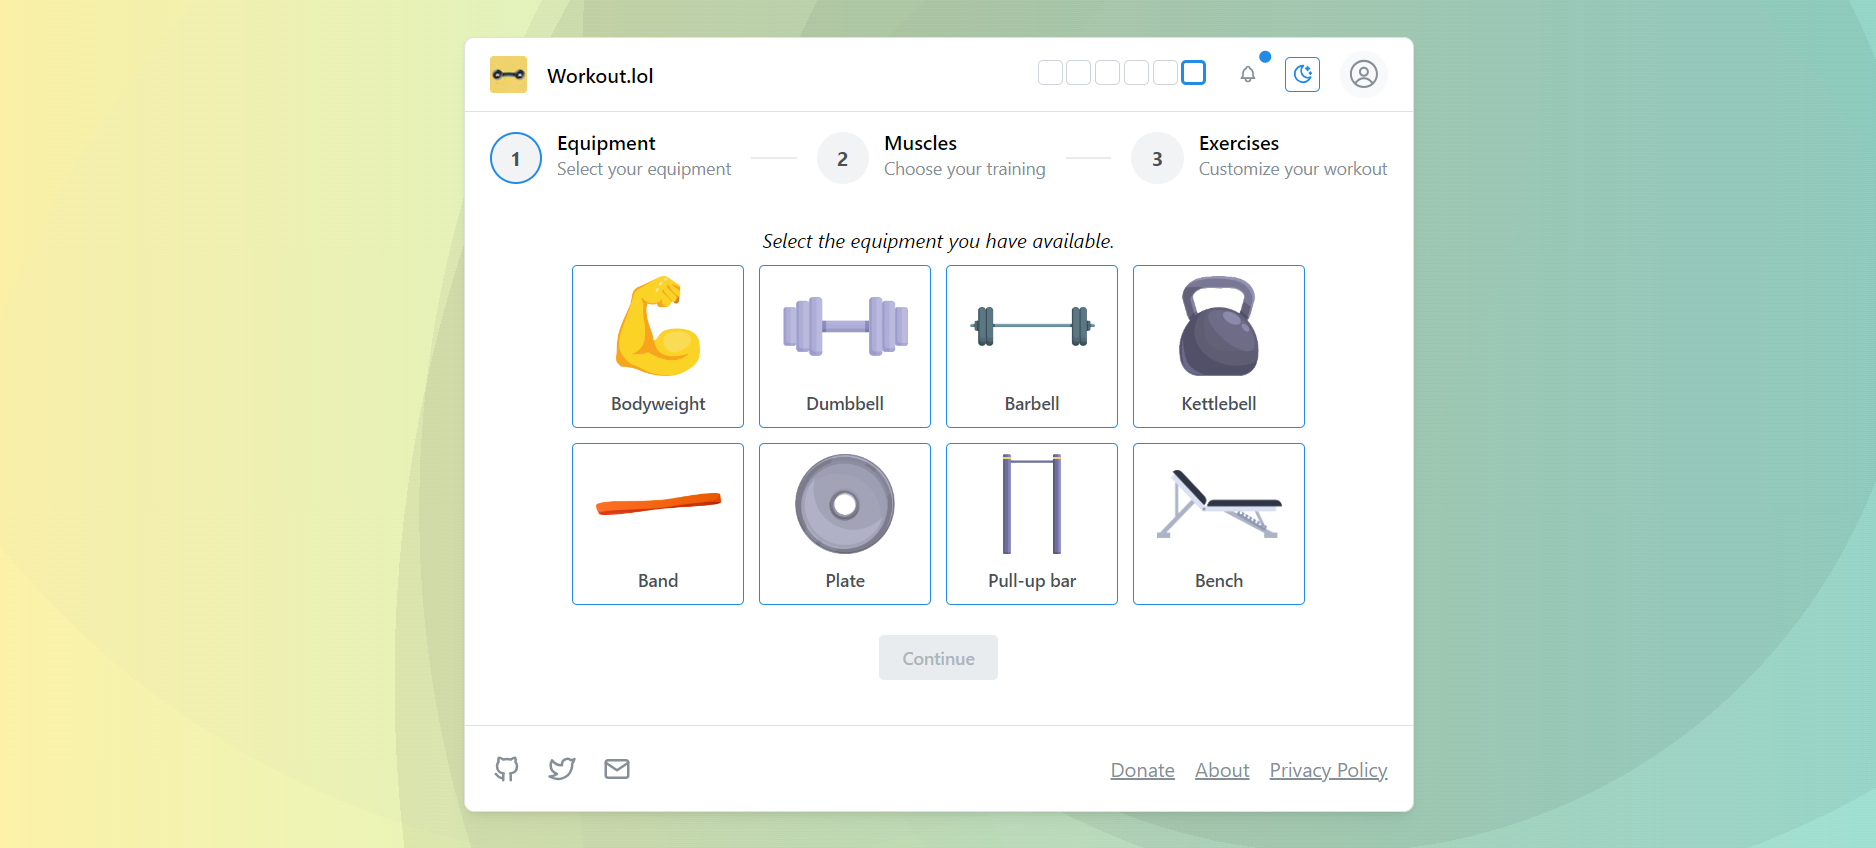 Workout.lol
1
Equipment
Select your equipment
2
Muscles
Choose your training
3
Exercises
Customize your workout
Select the equipment you have available.
Bodyweight
Dumbbell
Barbell
Kettlebell
Band
Plate
Pull-up bar
Bench
Continue
Donate
About
Privacy Policy